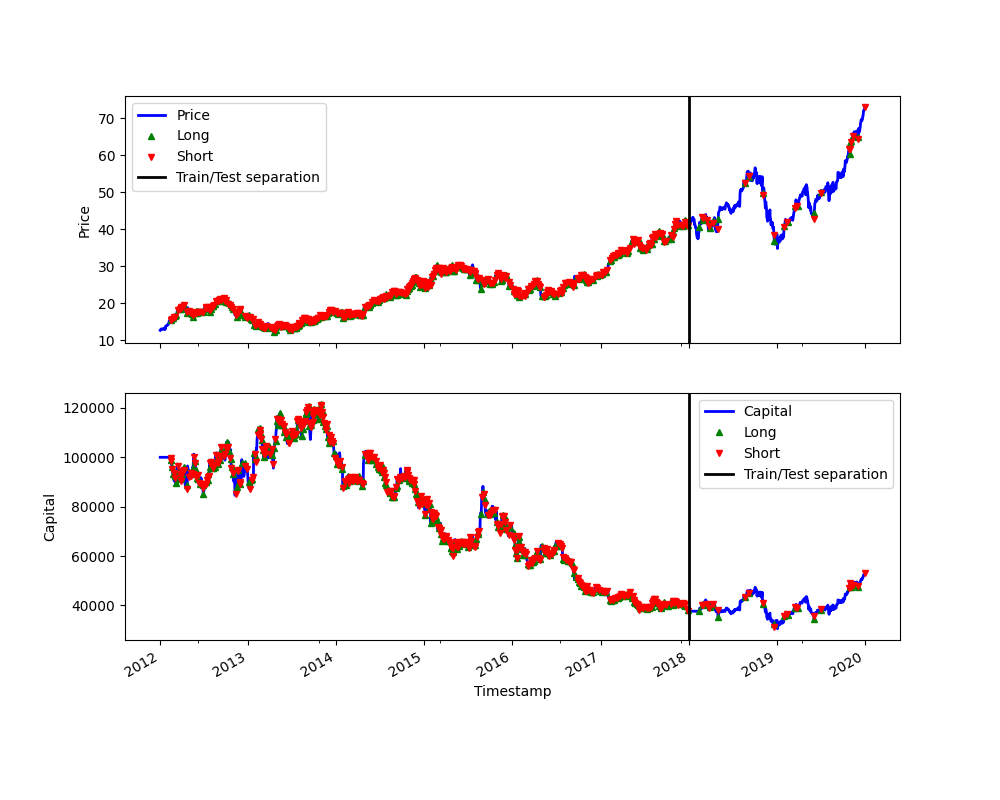 Price
Long
Short
Train/Test separation
70
60
50
40
30
20
10
Price
Capital
Long
Short
Train/Test separation
120000
100000
80000
60000
40000
Capital
2012 2013 2014 2015 2016 2017 2018 2019 2020
Timestamp